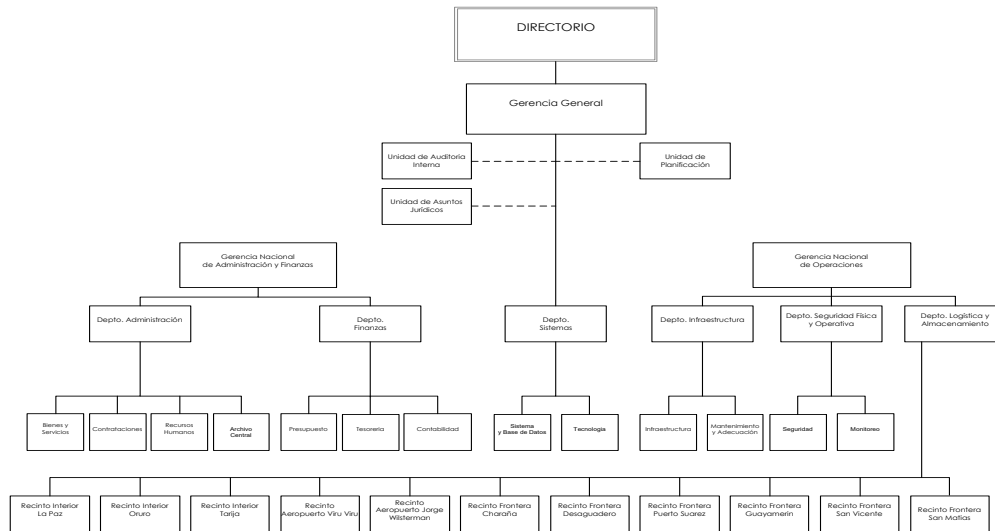 DIRECTORIO
Gerencia General
Unidad de Auditoria
Interna
Unidad de
Planificación
Unidad de Asuntos
Jurídicos
Gerencia Nacional
de Administración y Finanzas
Gerencia Nacional
de Operaciones
Depto. Administración
Depto.
Finanzas
Depto.
Sistemas
Depto. Infraestructura
Depto. Seguridad Física
y Operativa
Depto. Logística y
Almacenamiento
Bienes y
Servicios
Contrataciones
Recursos
Humanos
Archivo
Central
Presupuesto
Tesorería
Contabilidad
Sistema
y Base de Datos
Tecnología
Infraestructura
Mantenimiento
y Adecuación
Seguridad
Monitoreo
Recinto Interior
La Paz
Recinto Interior
Oruro
Recinto Interior
Tarija
Recinto
Aeropuerto Viru Viru
Recinto
Aeropuerto Jorge
Wilsterman
Recinto Frontera
Charaña
Recinto Frontera
Desaguadero
Recinto Frontera
Puerto Suarez
Recinto Frontera
Guayamerin
Recinto Frontera
San Vicente
Recinto Frontera
San Matias